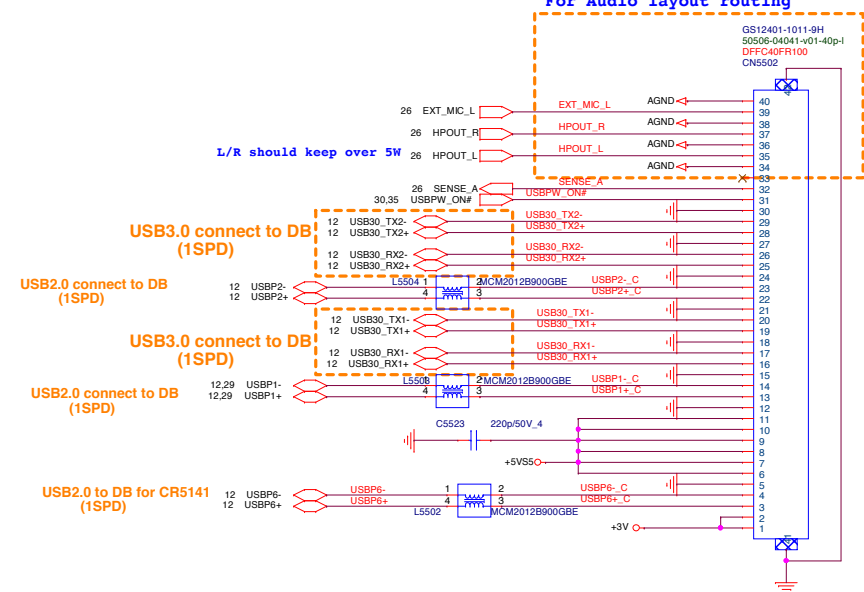 For Audio layout routing
GS12401-1011-9H
50506-04041-v01-40p-l
DFFC40FR100
CN5502
AGND 40
26 EXT_MIC_L EXT_MIC_L 39
AGND 38
26 HPOUT_R HPOUT_R 37
AGND 36
L/R should keep over 5W 26 HPOUT_L HPOUT_L 35
AGND 34
33
26 SENSE_A SENSE_A 32
30,35 USBPW_ON# USBPW_ON# 31
30
12 USB30_TX2- USB30_TX2- 29
12 USB30_TX2+ USB30_TX2+ 28
USB3.0 connect to DB
(1SPD)
27
12 USB30_RX2- USB30_RX2- 26
12 USB30_RX2+ USB30_RX2+ 25
24
USB2.0 connect to DB
(1SPD)
12 USBP2- L5504 1 2 MCM2012B900GBE USBP2-_C 23
12 USBP2+ 4 3 USBP2+_C 22
21
12 USB30_TX1- USB30_TX1- 20
12 USB30_TX1+ USB30_TX1+ 19
USB3.0 connect to DB
(1SPD)
18
12 USB30_RX1- USB30_RX1- 17
12 USB30_RX1+ USB30_RX1+ 16
15
USB2.0 connect to DB
(1SPD)
12,29 USBP1- L5503 1 2 MCM2012B900GBE USBP1-_C 14
12,29 USBP1+ 4 3 USBP1+_C 13
12
11
C5523 220p/50V_4 10
9
8
+5VS5 7
6
5
USB2.0 to DB for CR5141
(1SPD)
12 USBP6- USBP6- 1 2 USBP6-_C 4
12 USBP6+ USBP6+ 4 3 USBP6+_C 3
L5502 MCM2012B900GBE
2
+3V 1
41